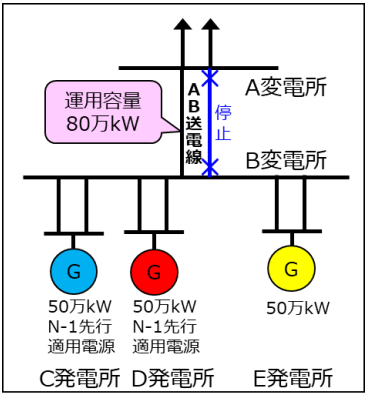 運用容量
80万kW
AB送電線
停止
A変電所
B変電所
G
G
G
50万kW
N-1先行
適用電源
50万kW
N-1先行
適用電源
50万kW
C発電所
D発電所
E発電所